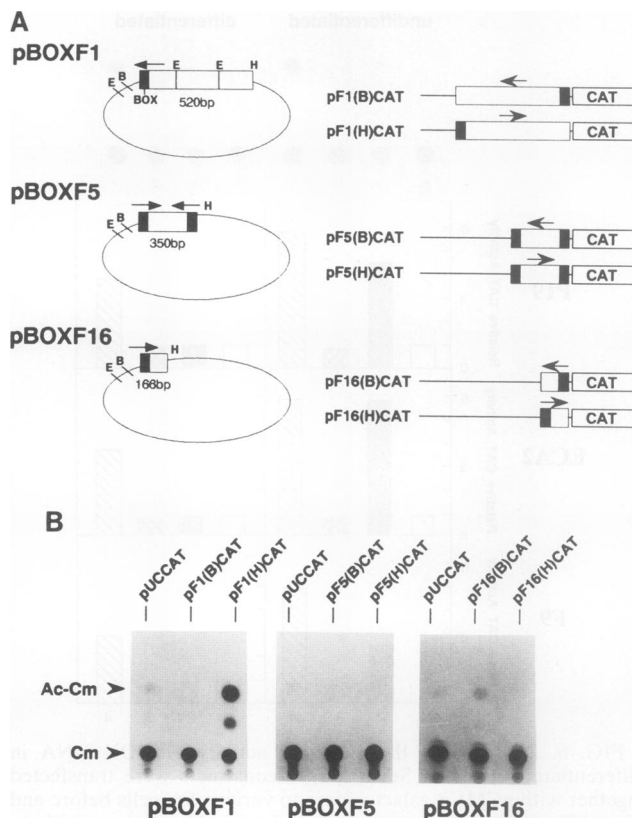 A
pBOXF1
E B E E H
BOX
520bp
pF1(B)CAT CAT
pF1(H)CAT CAT
pBOXF5
E B H
350bp
pF5(B)CAT CAT
pF5(H)CAT CAT
pBOXF16
E B H
166bp
pF16(B)CAT CAT
pF16(H)CAT CAT
B
pUCCAT pF1(B)CAT pF1(H)CAT pUCCAT pF5(B)CAT pF5(H)CAT pUCCAT pF16(B)CAT pF16(H)CAT
Ac-Cm
Cm
pBOXF1 pBOXF5 pBOXF16